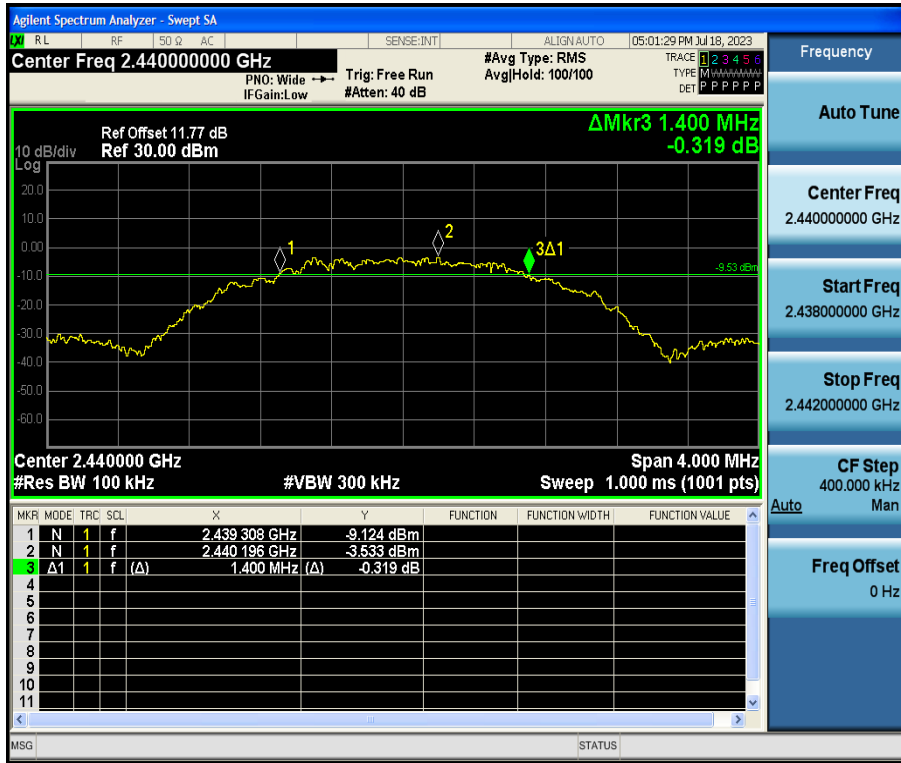 Agilent Spectrum Analyzer - Swept SA
LXI RL RF 50 Ω AC SENSE:INT ALIGN AUTO 05:01:29 PM Jul 18, 2023
Center Freq 2.440000000 GHz
PNO: Wide
IFGain:Low
Trig: Free Run
#Atten: 40 dB
#Avg Type: RMS
Avg|Hold: 100/100
TRACE 1 2 3 4 5 6
TYPE M
DET P P P P P P
Frequency
Auto Tune
Center Freq
2.440000000 GHz
Start Freq
2.438000000 GHz
Stop Freq
2.442000000 GHz
CF Step
400.000 kHz
Auto Man
Freq Offset
0 Hz
ΔMkr3 1.400 MHz
-0.319 dB
Ref Offset 11.77 dB
10 dB/div Ref 30.00 dBm
Log
20.0
10.0
0.00
-10.0
-20.0
-30.0
-40.0
-50.0
-60.0
1
2
3Δ1
-9.53 dBm
Center 2.440000 GHz Span 4.000 MHz
#Res BW 100 kHz #VBW 300 kHz Sweep 1.000 ms (1001 pts)
MKR MODE TRC SCL X Y FUNCTION FUNCTION WIDTH FUNCTION VALUE
1 N 1 f 2.439 308 GHz -9.124 dBm
2 N 1 f 2.440 196 GHz -3.533 dBm
3 Δ1 1 f (Δ) 1.400 MHz (Δ) -0.319 dB
4
5
6
7
8
9
10
11
MSG STATUS